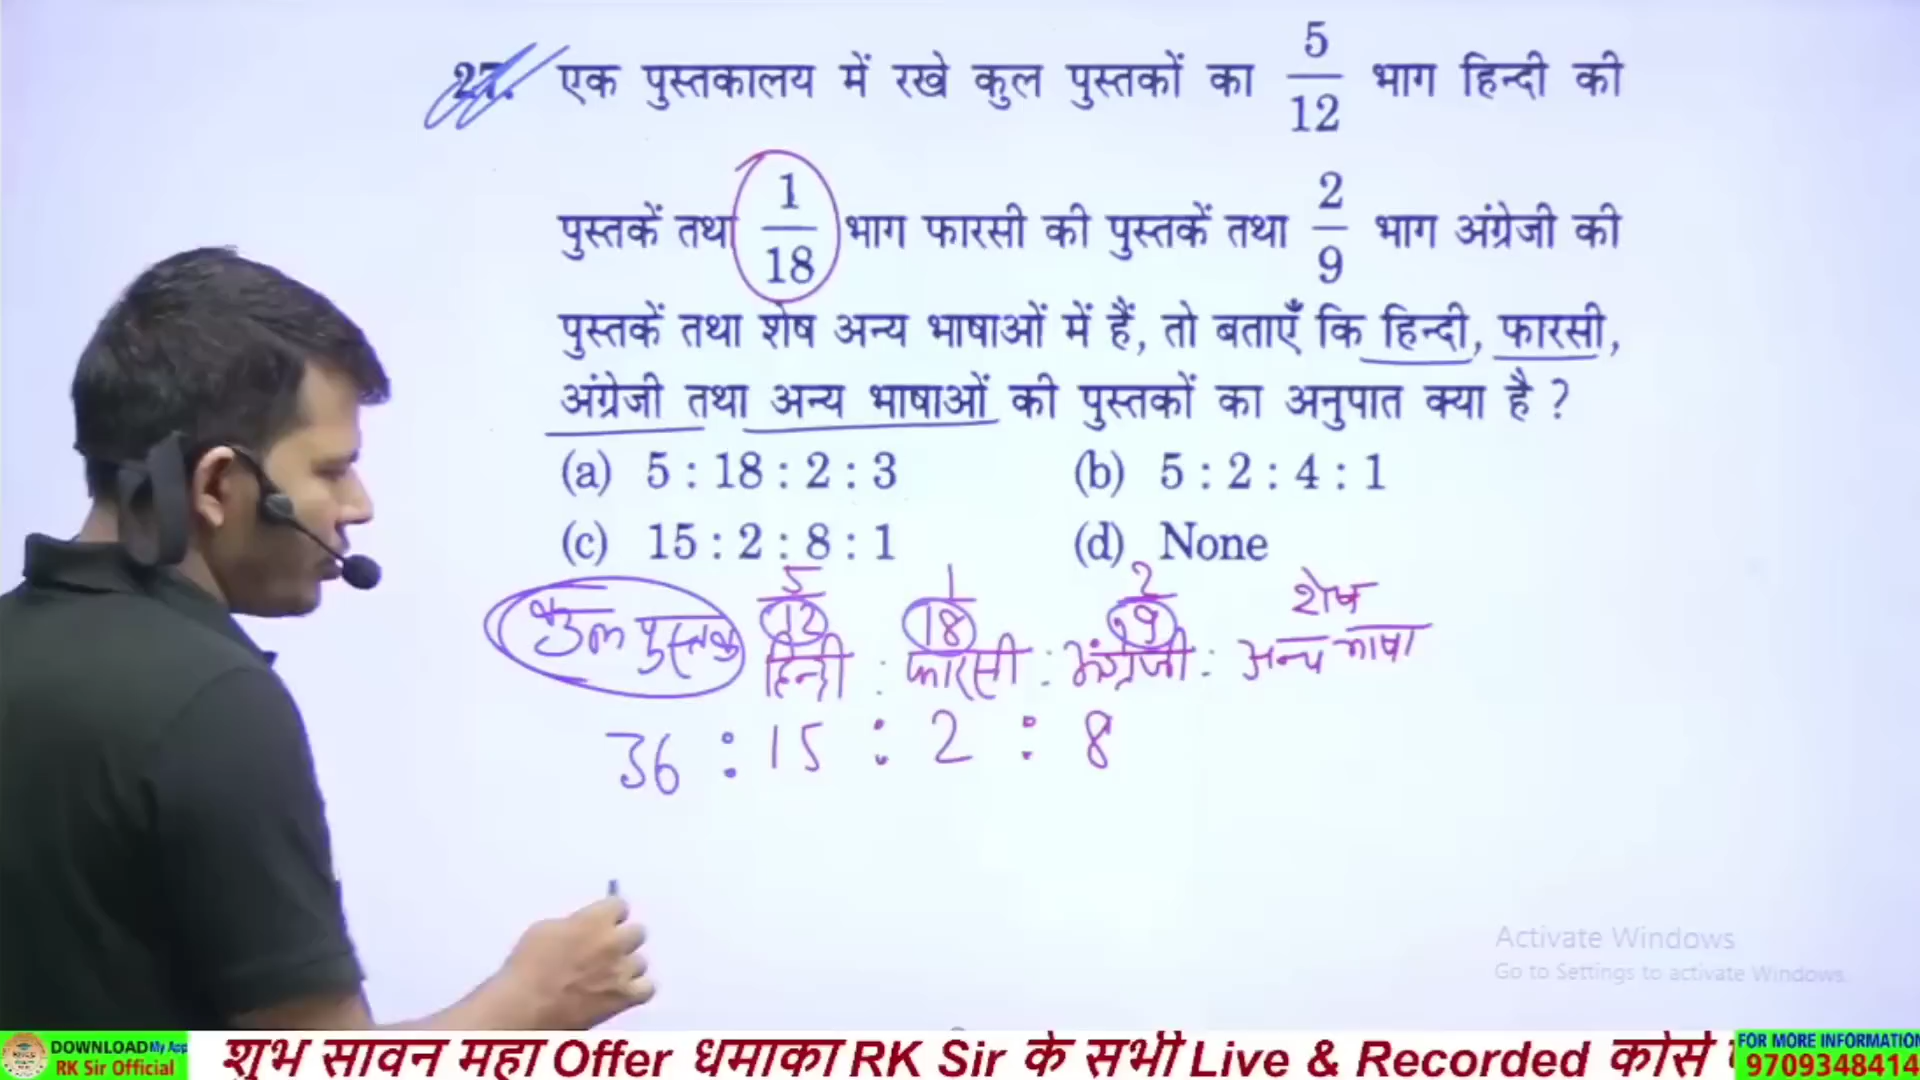 27. एक पुस्तकालय में रखे कुल पुस्तकों का 5/12 भाग हिन्दी की
पुस्तकें तथा 1/18 भाग फारसी की पुस्तकें तथा 2/9 भाग अंग्रेजी की
पुस्तकें तथा शेष अन्य भाषाओं में हैं, तो बताएँ कि हिन्दी, फारसी,
अंग्रेजी तथा अन्य भाषाओं की पुस्तकों का अनुपात क्या है ?
(a) 5 : 18 : 2 : 3 (b) 5 : 2 : 4 : 1
(c) 15 : 2 : 8 : 1 (d) None
5/12 1/18 2/9 शेष
कुल पुस्तक हिन्दी : फारसी : अंग्रेजी : अन्य भाषा
36 : 15 : 2 : 8
Activate Windows
Go to Settings to activate Windows.
DOWNLOAD My App
RK Sir Official
शुभ सावन महा Offer धमाका RK Sir के सभी Live & Recorded कोर्स
FOR MORE INFORMATION
9709348414